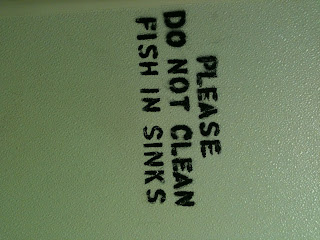 PLEASE
DO NOT CLEAN
FISH IN SINKS